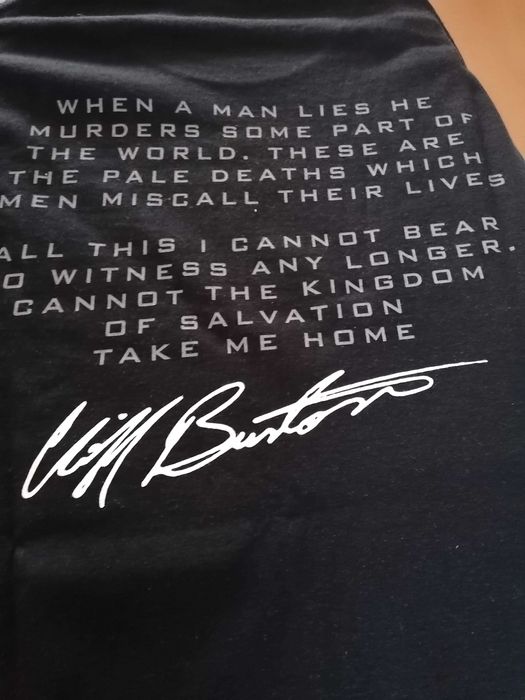 WHEN A MAN LIES HE
MURDERS SOME PART OF
THE WORLD. THESE ARE
THE PALE DEATHS WHICH
MEN MISCALL THEIR LIVES
ALL THIS I CANNOT BEAR
TO WITNESS ANY LONGER.
CANNOT THE KINGDOM
OF SALVATION
TAKE ME HOME
Cliff Burton